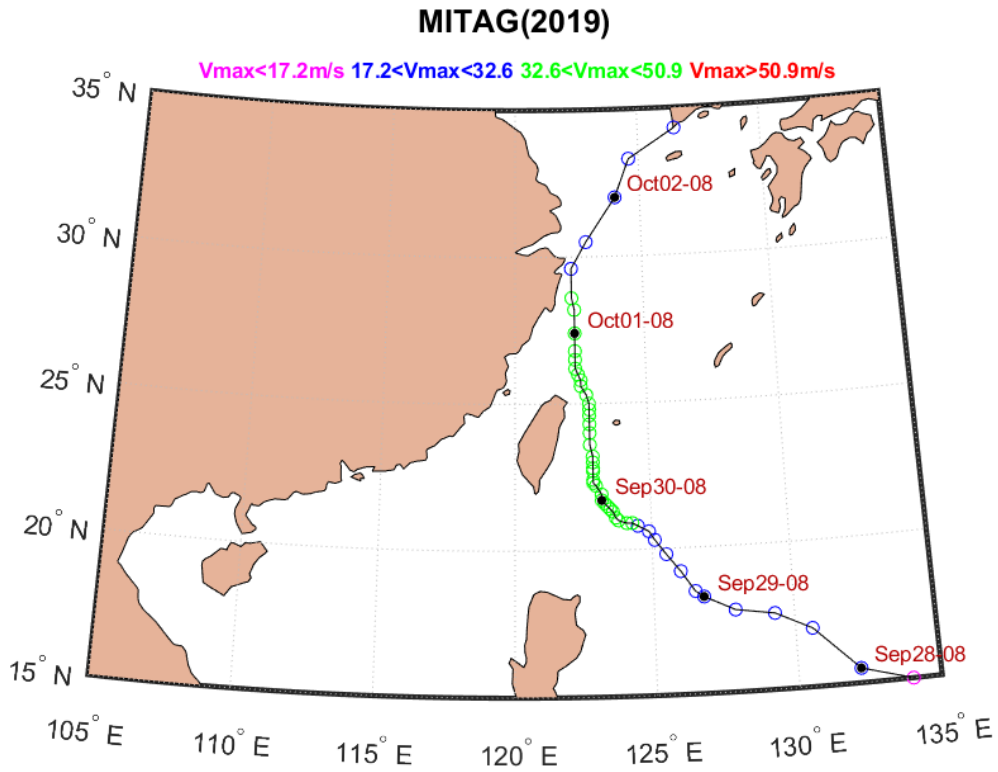 MITAG(2019)
Vmax<17.2m/s 17.2<Vmax<32.6 32.6<Vmax<50.9 Vmax>50.9m/s
35° N
30° N
25° N
20° N
15° N
Oct02-08
Oct01-08
Sep30-08
Sep29-08
Sep28-08
105° E
110° E
115° E
120° E
125° E
130° E
135° E